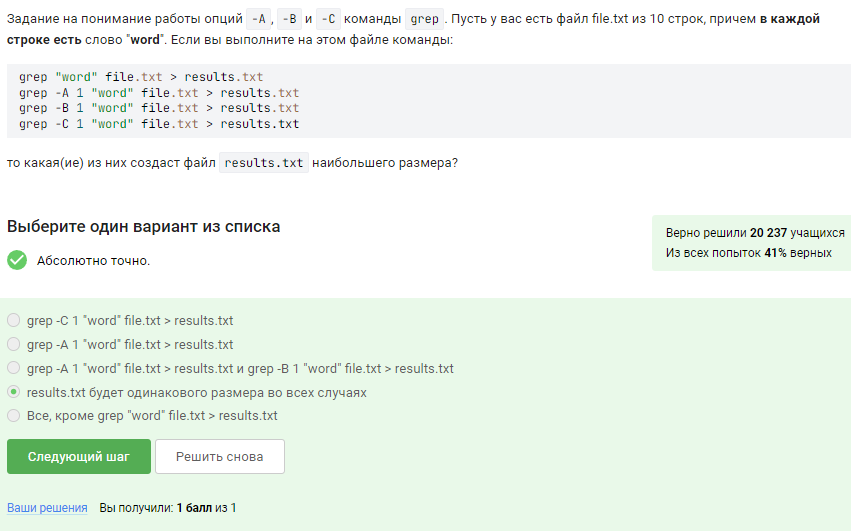 Задание на понимание работы опций -A, -B и -C команды grep. Пусть у вас есть файл file.txt из 10 строк, причем в каждой
строке есть слово "word". Если вы выполните на этом файле команды:
grep "word" file.txt > results.txt
grep -A 1 "word" file.txt > results.txt
grep -B 1 "word" file.txt > results.txt
grep -C 1 "word" file.txt > results.txt
то какая(ие) из них создаст файл results.txt наибольшего размера?
Выберите один вариант из списка
Верно решили 20 237 учащихся
Из всех попыток 41% верных
Абсолютно точно.
grep -C 1 "word" file.txt > results.txt
grep -A 1 "word" file.txt > results.txt
grep -A 1 "word" file.txt > results.txt и grep -B 1 "word" file.txt > results.txt
results.txt будет одинакового размера во всех случаях
Все, кроме grep "word" file.txt > results.txt
Следующий шаг
Решить снова
Ваши решения Вы получили: 1 балл из 1